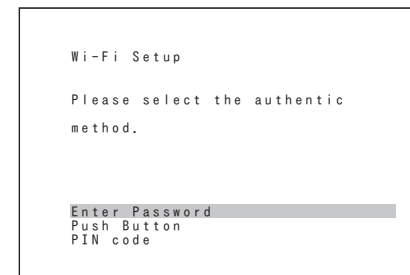 Wi-Fi Setup
Please select the authentic
method.
Enter Password
Push Button
PIN code